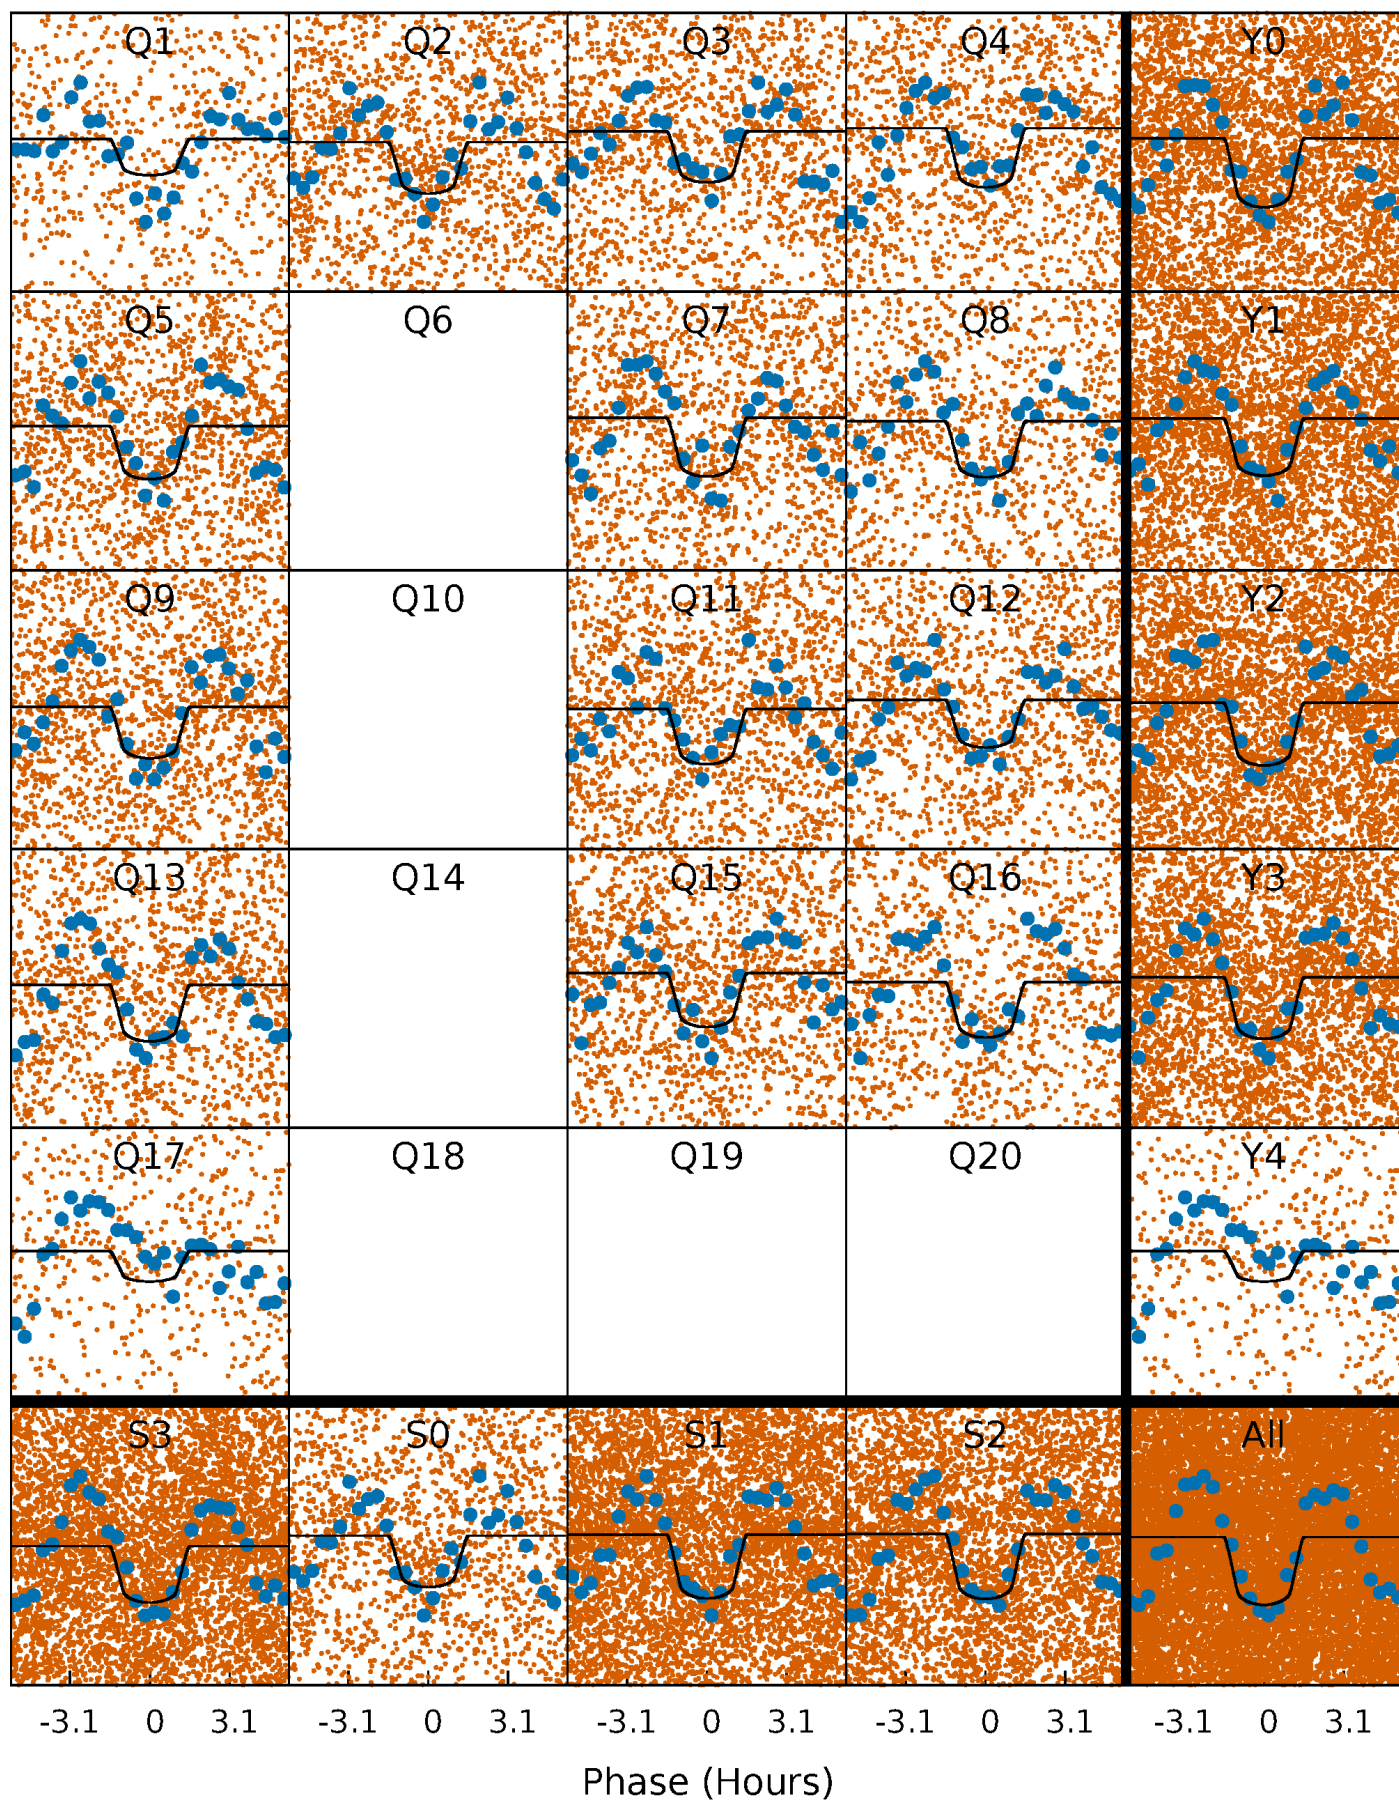 Q1 Q2 Q3 Q4 Y0
Q5 Q6 Q7 Q8 Y1
Q9 Q10 Q11 Q12 Y2
Q13 Q14 Q15 Q16 Y3
Q17 Q18 Q19 Q20 Y4
S3 S0 S1 S2 All
-3.1 0 3.1 -3.1 0 3.1 -3.1 0 3.1 -3.1 0 3.1 -3.1 0 3.1
Phase (Hours)